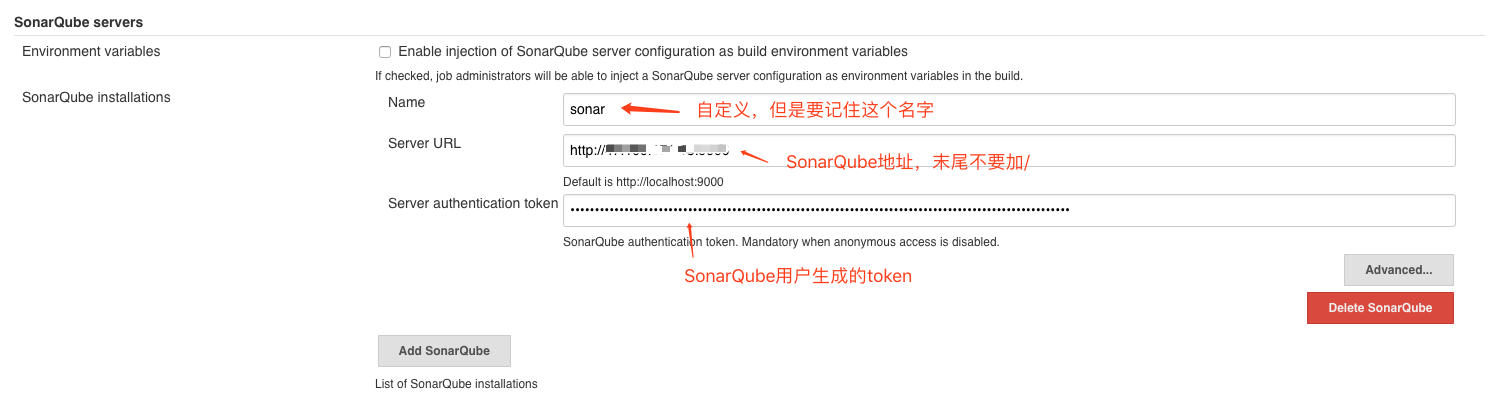 SonarQube servers
Environment variables
Enable injection of SonarQube server configuration as build environment variables
If checked, job administrators will be able to inject a SonarQube server configuration as environment variables in the build.
SonarQube installations
Name
sonar
自定义，但是要记住这个名字
Server URL
http://
SonarQube地址，末尾不要加/
Default is http://localhost:9000
Server authentication token
SonarQube authentication token. Mandatory when anonymous access is disabled.
SonarQube用户生成的token
Advanced...
Delete SonarQube
Add SonarQube
List of SonarQube installations